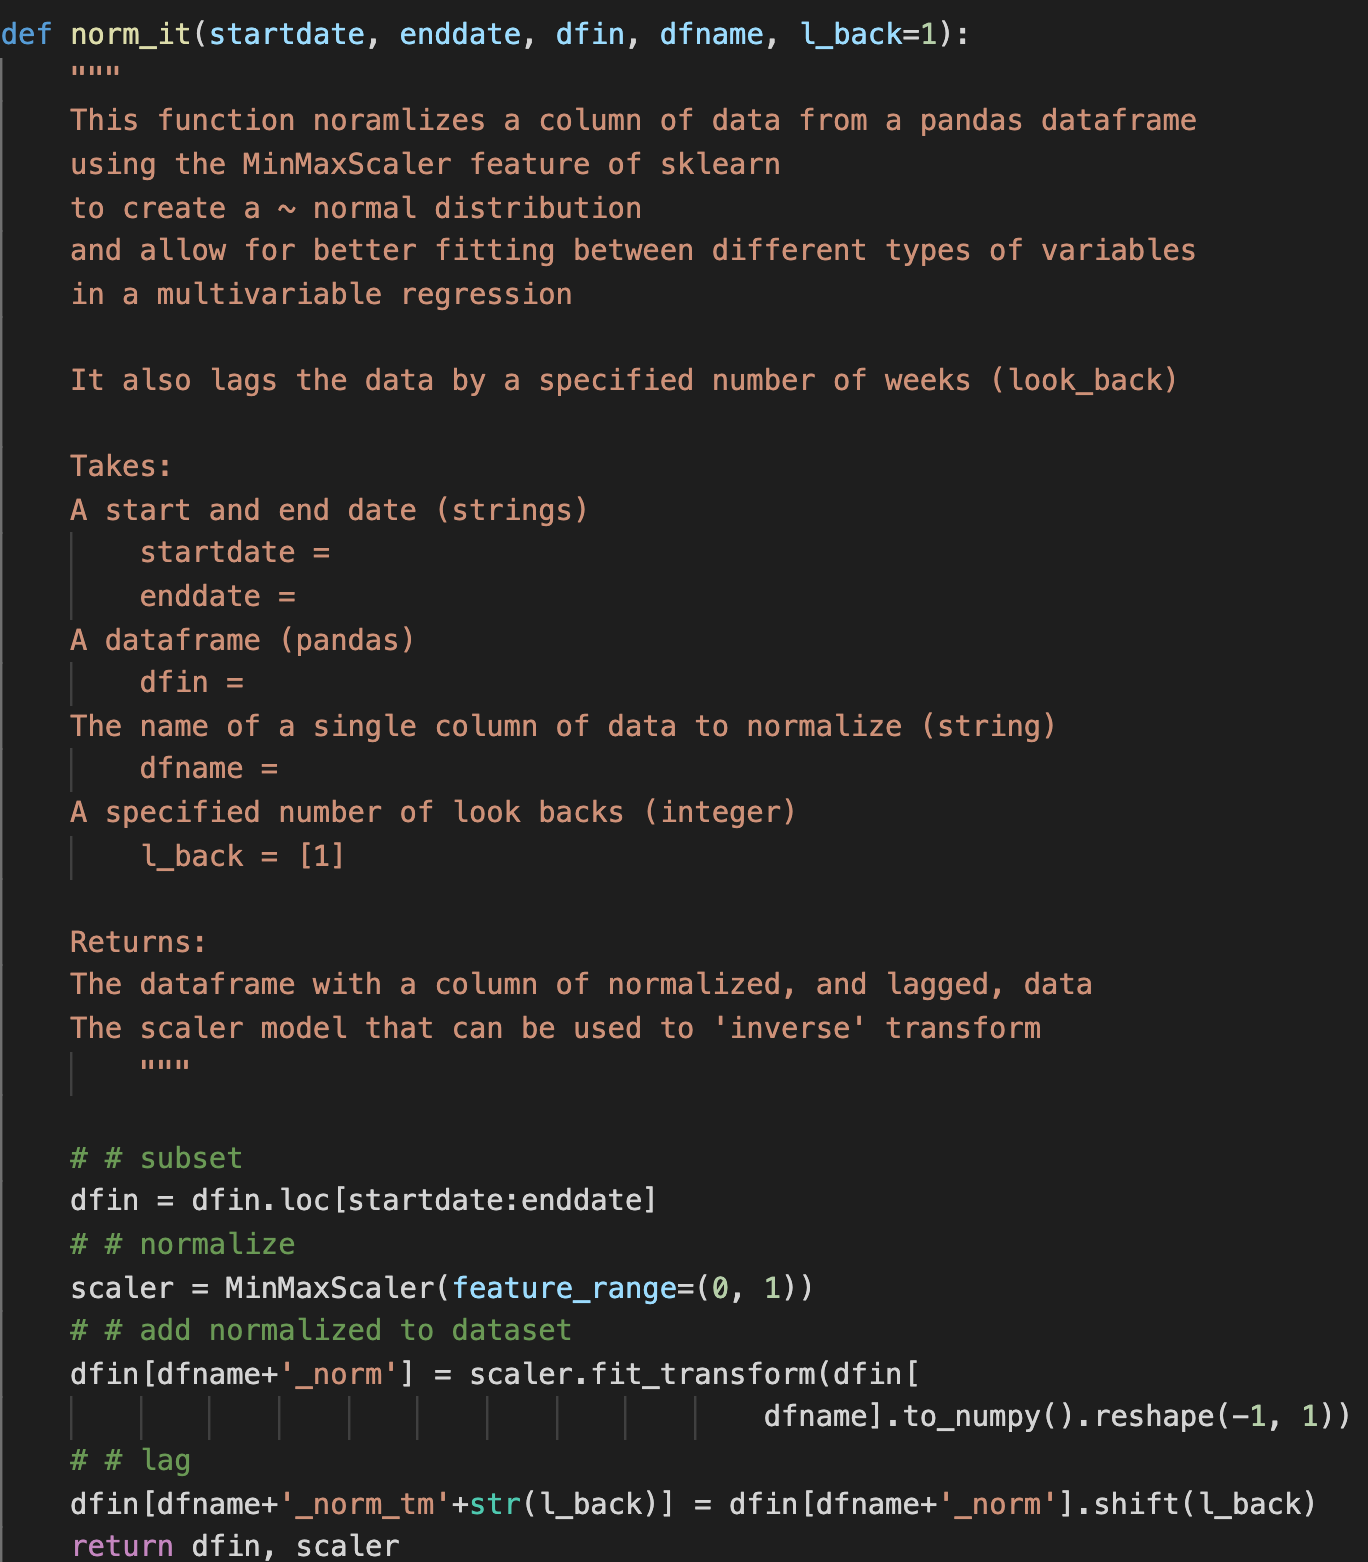 def norm_it(startdate, enddate, dfin, dfname, l_back=1):
    """
    This function noramlizes a column of data from a pandas dataframe
    using the MinMaxScaler feature of sklearn
    to create a ~ normal distribution
    and allow for better fitting between different types of variables
    in a multivariable regression

    It also lags the data by a specified number of weeks (look_back)

    Takes:
    A start and end date (strings)
        startdate =
        enddate =
    A dataframe (pandas)
        dfin =
    The name of a single column of data to normalize (string)
        dfname =
    A specified number of look backs (integer)
        l_back = [1]

    Returns:
    The dataframe with a column of normalized, and lagged, data
    The scaler model that can be used to 'inverse' transform
        """

    # # subset
    dfin = dfin.loc[startdate:enddate]
    # # normalize
    scaler = MinMaxScaler(feature_range=(0, 1))
    # # add normalized to dataset
    dfin[dfname+'_norm'] = scaler.fit_transform(dfin[
                                            dfname].to_numpy().reshape(-1, 1))
    # # lag
    dfin[dfname+'_norm_tm'+str(l_back)] = dfin[dfname+'_norm'].shift(l_back)
    return dfin, scaler